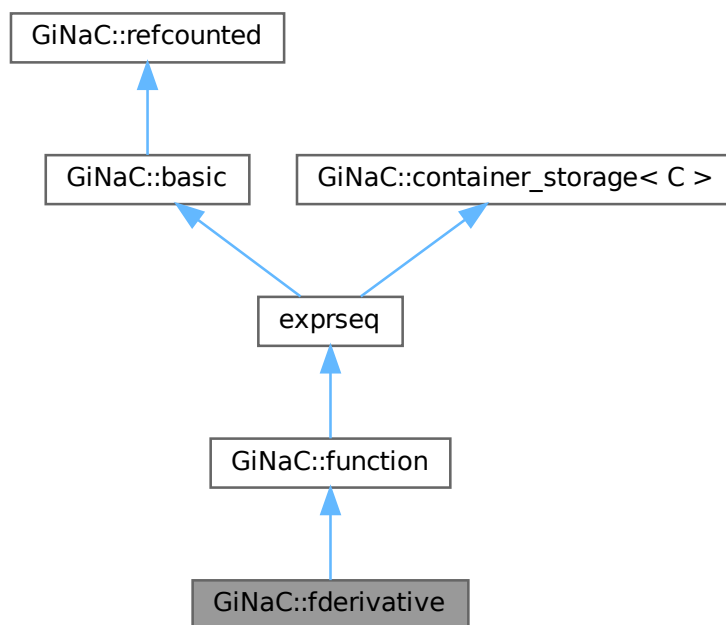 GiNaC::refcounted
GiNaC::basic
GiNaC::container_storage< C >
exprseq
GiNaC::function
GiNaC::fderivative